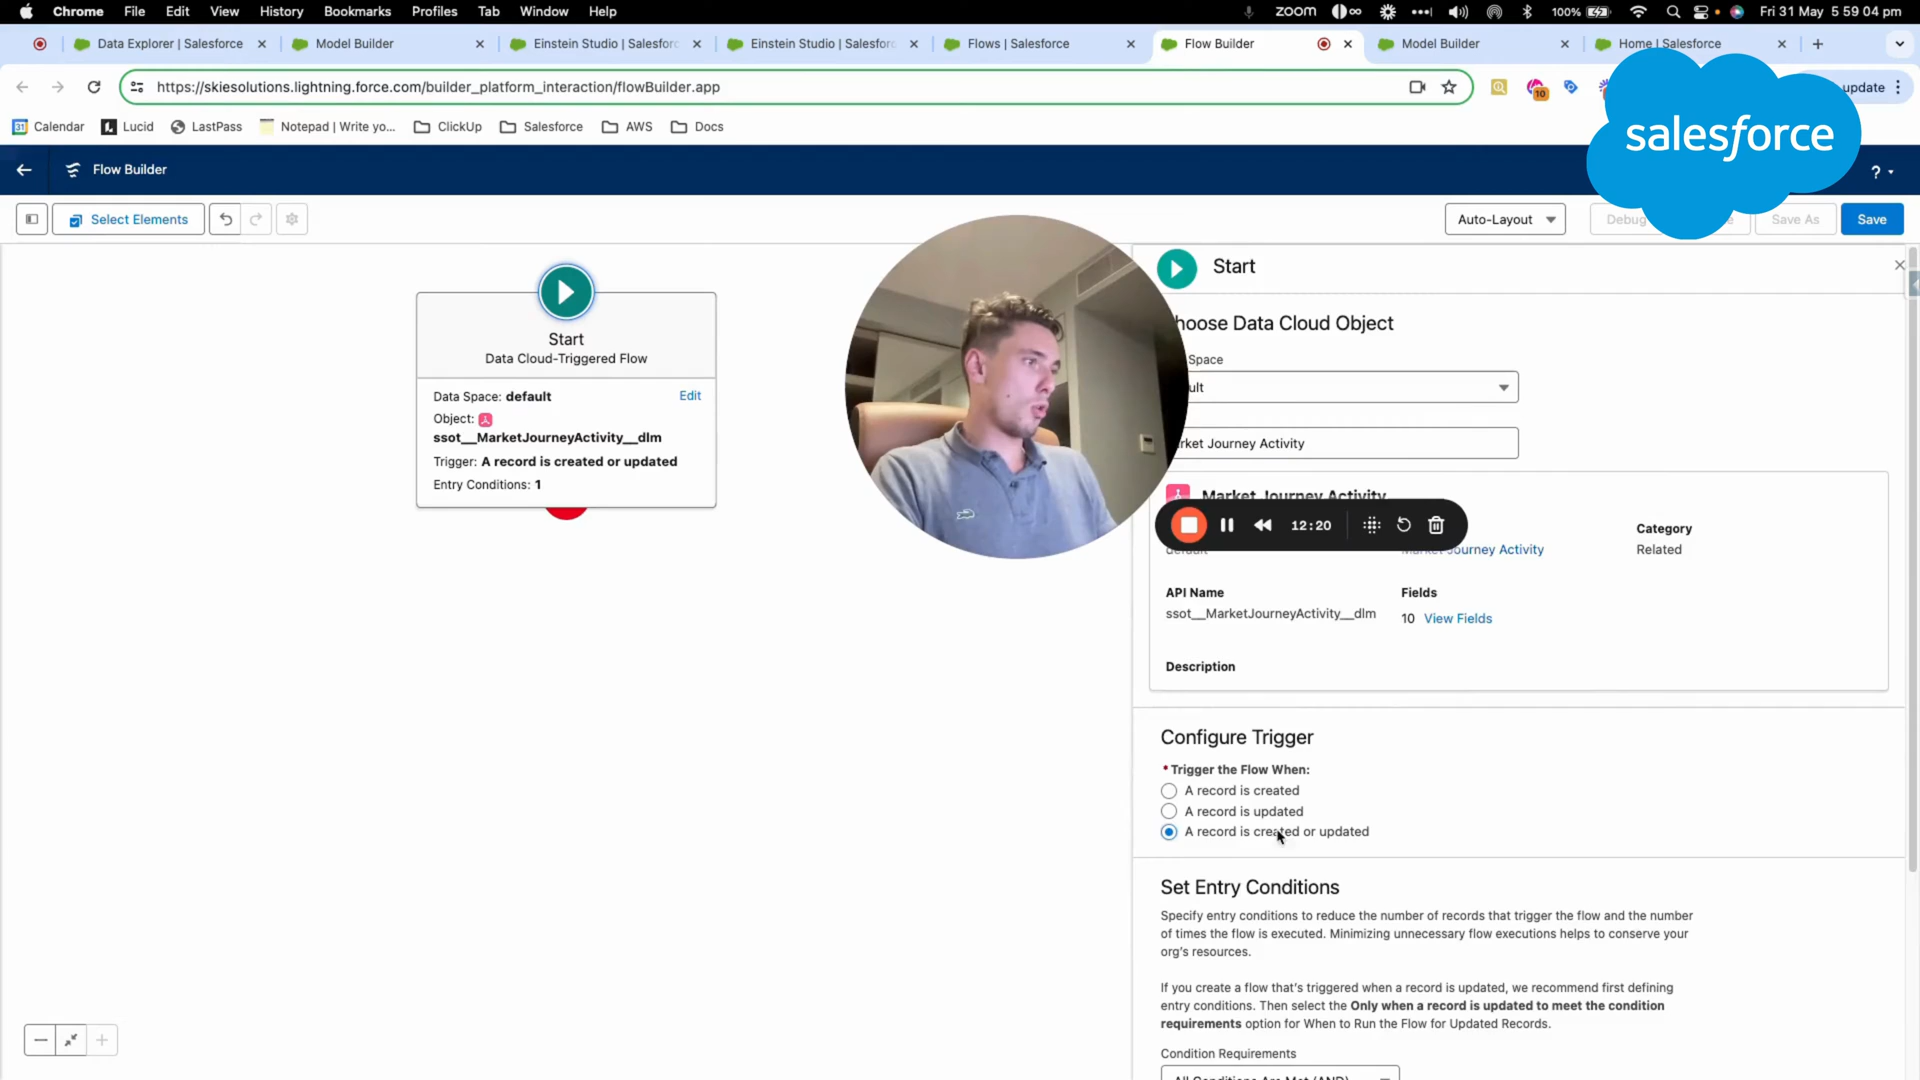 Chrome File Edit View History Bookmarks Profiles Tab Window Help zoom 100% Fri 31 May 5 59 04 pm
Data Explorer | Salesforce Model Builder Einstein Studio | Salesforc Einstein Studio | Salesforc Flows | Salesforce Flow Builder Model Builder Home | Salesforce
https://skiesolutions.lightning.force.com/builder_platform_interaction/flowBuilder.app 10 update
31 Calendar Lucid LastPass Notepad | Write yo... ClickUp Salesforce AWS Docs
salesforce
Flow Builder ?
Select Elements Auto-Layout Debug Save As Save
Start
Data Cloud-Triggered Flow
Data Space: default Edit
Object:
ssot__MarketJourneyActivity__dlm
Trigger: A record is created or updated
Entry Conditions: 1
Start
hoose Data Cloud Object
Space
ult
rket Journey Activity
Market Journey Activity
12:20
Category
default Market Journey Activity Related
API Name Fields
ssot__MarketJourneyActivity__dlm 10 View Fields
Description
Configure Trigger
* Trigger the Flow When:
A record is created
A record is updated
A record is created or updated
Set Entry Conditions
Specify entry conditions to reduce the number of records that trigger the flow and the number
of times the flow is executed. Minimizing unnecessary flow executions helps to conserve your
org's resources.
If you create a flow that's triggered when a record is updated, we recommend first defining
entry conditions. Then select the Only when a record is updated to meet the condition
requirements option for When to Run the Flow for Updated Records.
Condition Requirements
All Conditions Are Met (AND)